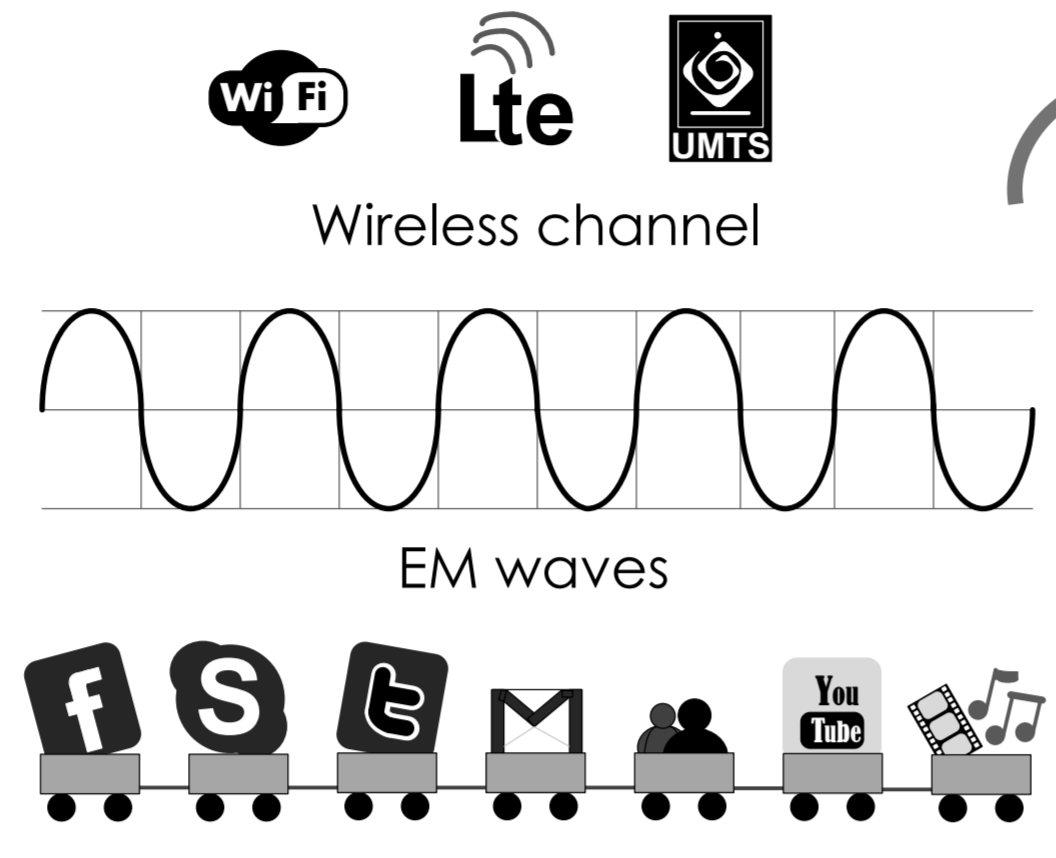 Wi Fi
Lte
UMTS
Wireless channel
EM waves
f
S
t
You
Tube